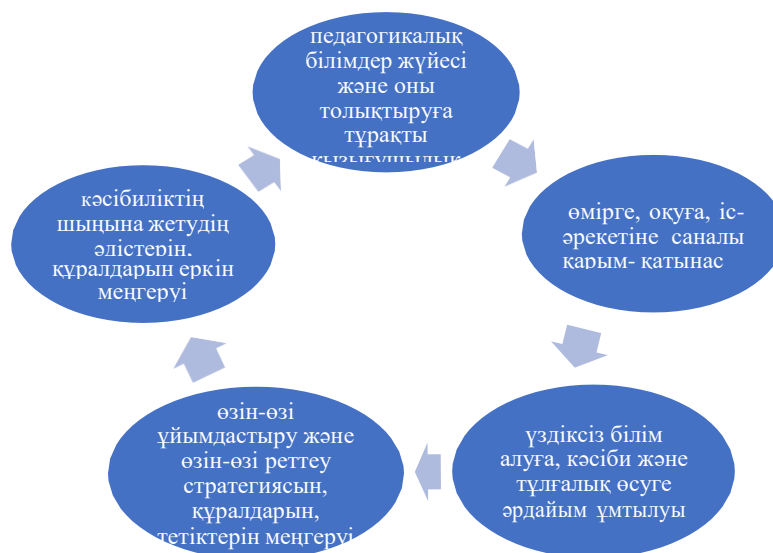 педагогикалық
білімдер жүйесі
және оны
толықтыруға
тұрақты
қызығушылық
өмірге, оқуға, іс-
әрекетіне саналы
қарым- қатынас
үздіксіз білім
алуға, кәсіби және
тұлғалық өсуге
әрдайым ұмтылуы
өзін-өзі
ұйымдастыру және
өзін-өзі реттеу
стратегиясын,
құралдарын,
тетіктерін меңгеруі
кәсібиліктің
шыңына жетудің
әдістерін,
құралдарын еркін
меңгеруі